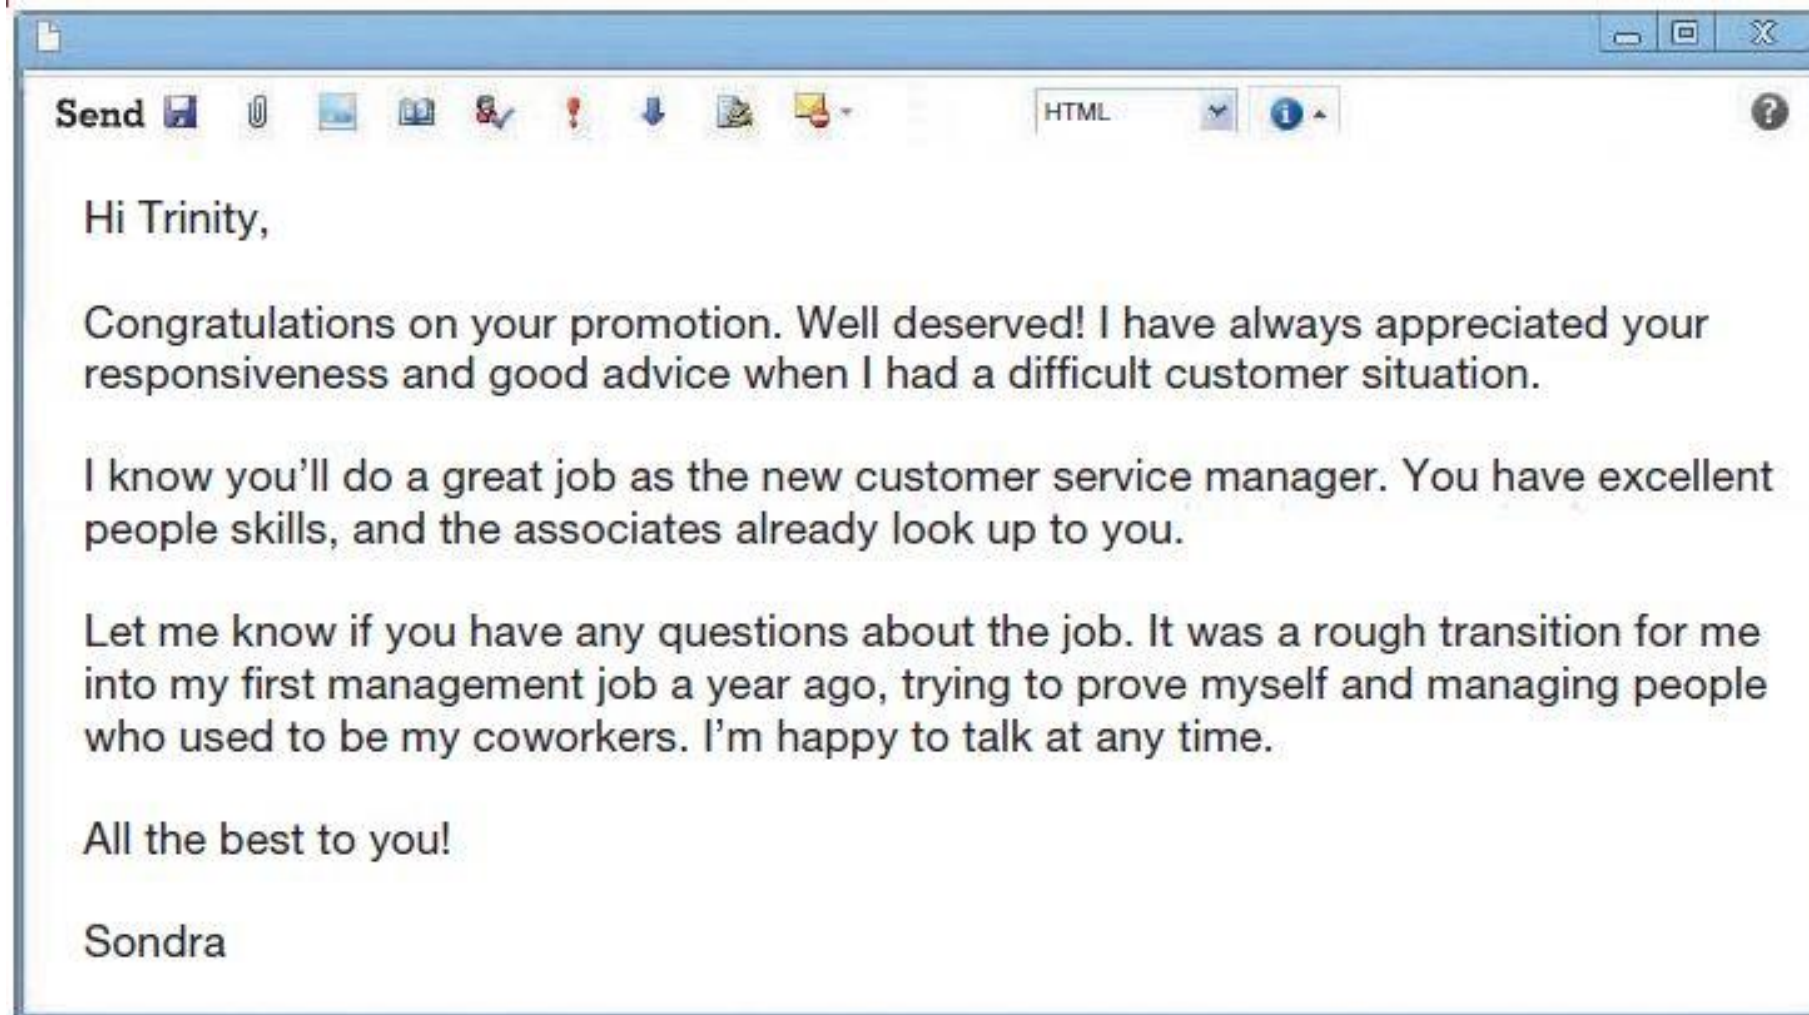 Send
HTML
Hi Trinity,
Congratulations on your promotion. Well deserved! I have always appreciated your
responsiveness and good advice when I had a difficult customer situation.
I know you’ll do a great job as the new customer service manager. You have excellent
people skills, and the associates already look up to you.
Let me know if you have any questions about the job. It was a rough transition for me
into my first management job a year ago, trying to prove myself and managing people
who used to be my coworkers. I’m happy to talk at any time.
All the best to you!
Sondra